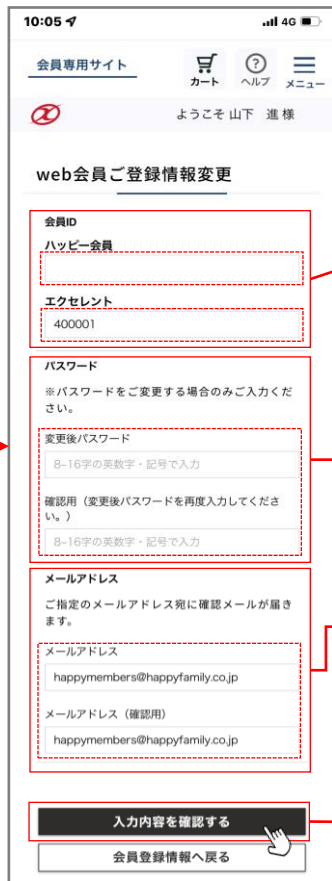 10:05
4G
会員専用サイト
カート
ヘルプ
メニュー
ようこそ 山下 進 様
web会員ご登録情報変更
会員ID
ハッピー会員
エクセレント
400001
パスワード
※パスワードをご変更する場合のみご入力くだ
さい。
変更後パスワード
8-16字の英数字・記号で入力
確認用（変更後パスワードを再度入力してくださ
い。）
8-16字の英数字・記号で入力
メールアドレス
ご指定のメールアドレス宛に確認メールが届き
ます。
メールアドレス
happymembers@happyfamily.co.jp
メールアドレス（確認用）
happymembers@happyfamily.co.jp
入力内容を確認する
会員登録情報へ戻る